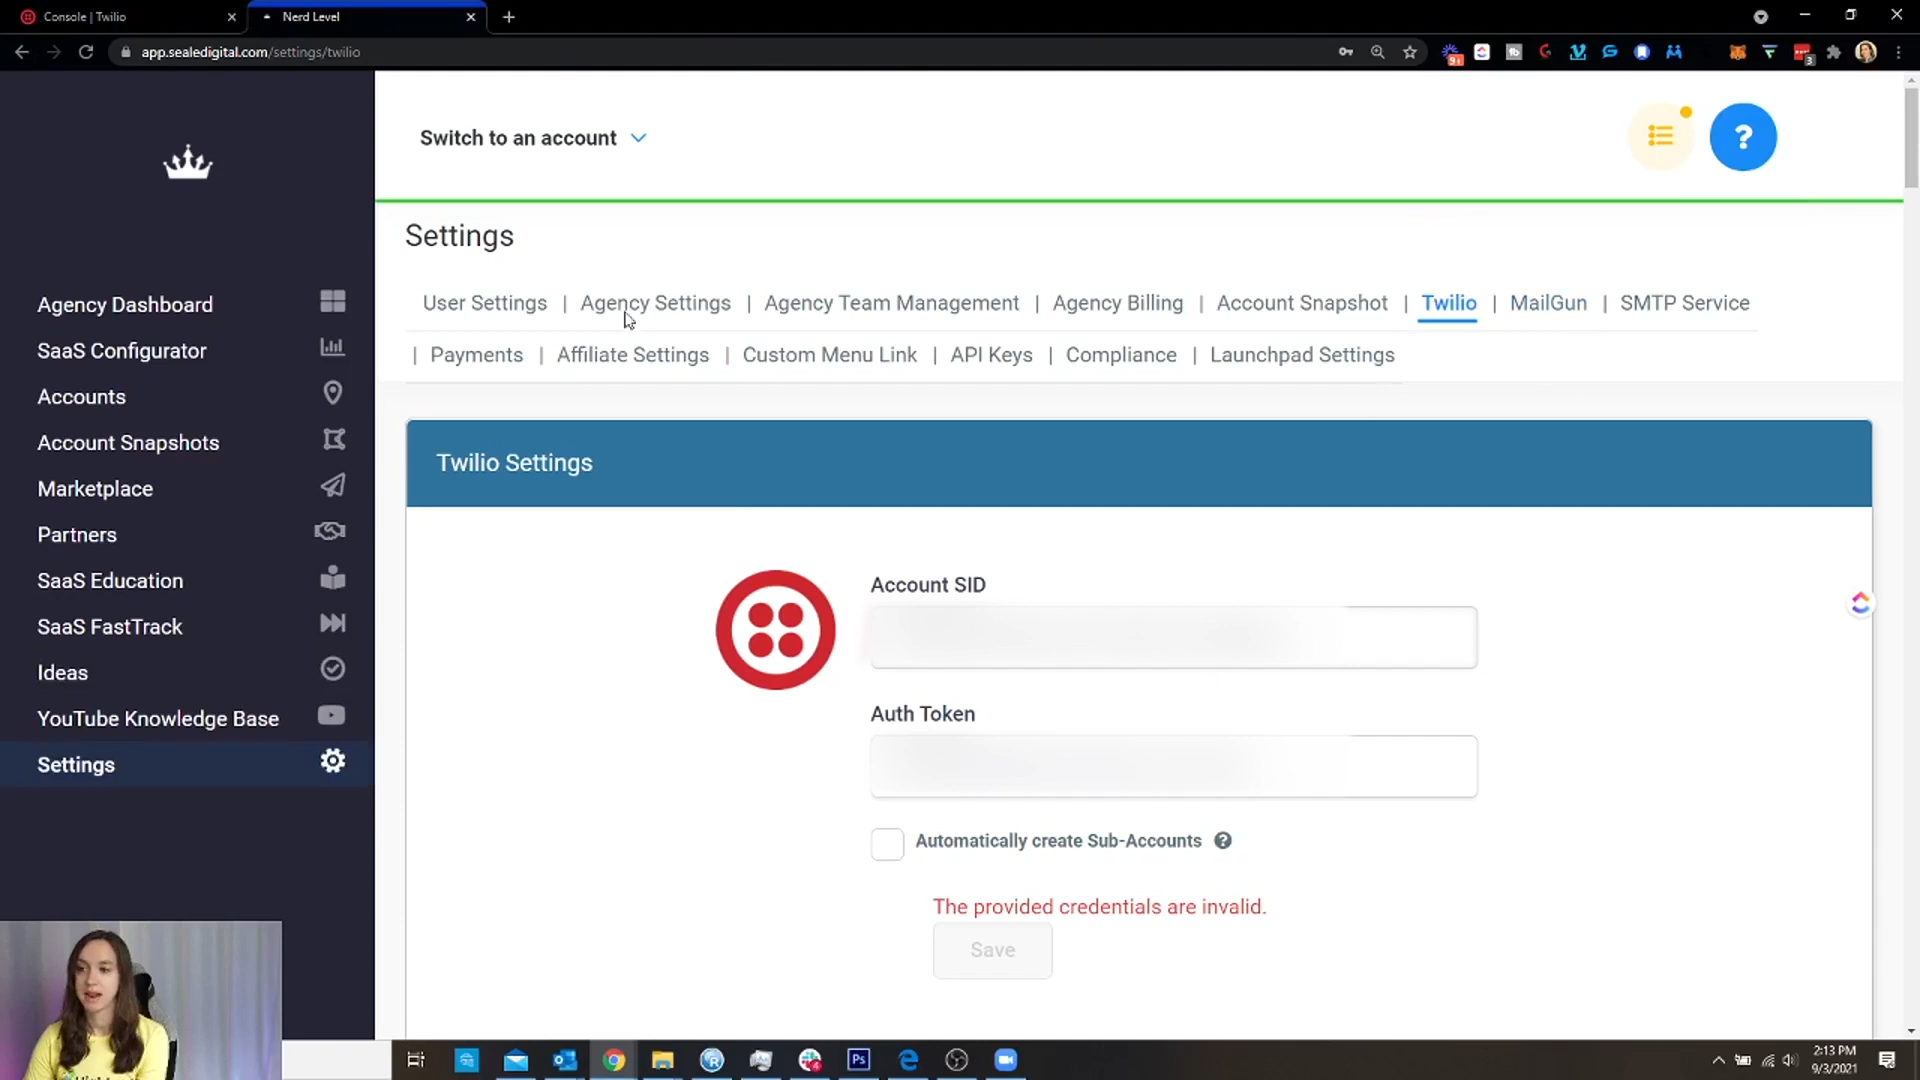 Console | Twilio
Nerd Level
app.sealedigital.com/settings/twilio
9+
3
Switch to an account
?
Settings
User Settings | Agency Settings | Agency Team Management | Agency Billing | Account Snapshot | Twilio | MailGun | SMTP Service
| Payments | Affiliate Settings | Custom Menu Link | API Keys | Compliance | Launchpad Settings
Agency Dashboard
SaaS Configurator
Accounts
Account Snapshots
Marketplace
Partners
SaaS Education
SaaS FastTrack
Ideas
YouTube Knowledge Base
Settings
Twilio Settings
Account SID
Auth Token
Automatically create Sub-Accounts ?
The provided credentials are invalid.
Save
Ps
4
2:13 PM
9/3/2021